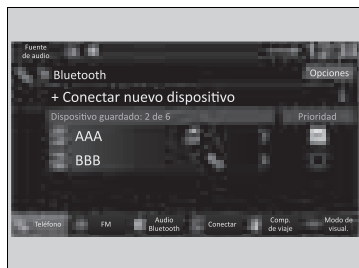 Fuente
de audio
Bluetooth
Opciones
+ Conectar nuevo dispositivo
Dispositivo guardado: 2 de 6
Prioridad
AAA
BBB
Teléfono
FM
Audio
Bluetooth
Conectar
Comp.
de viaje
Modo de
visual.